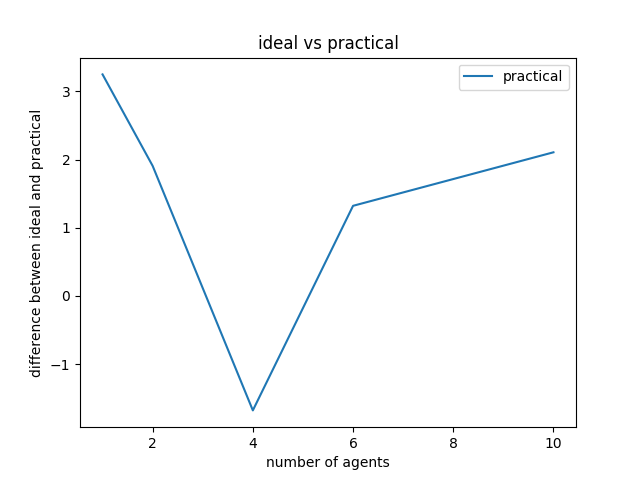 ideal vs practical
practical
difference between ideal and practical
3
2
1
0
−1
2
4
6
8
10
number of agents